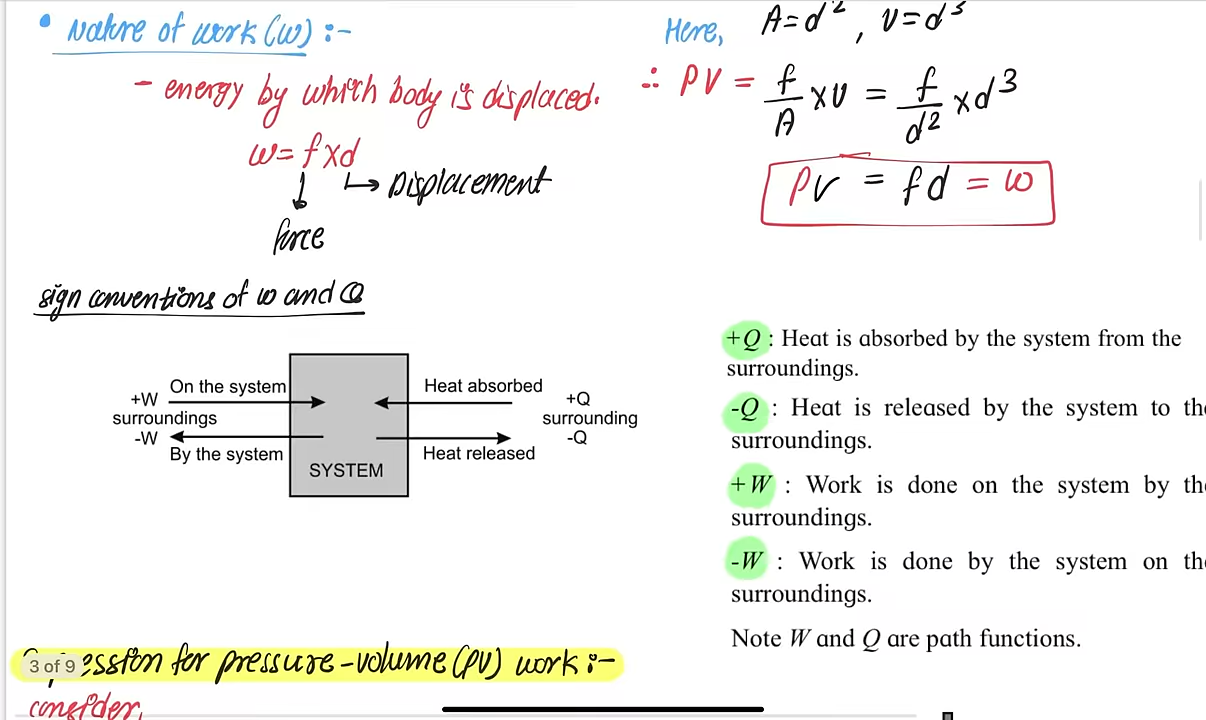 • Nature of work (w) :-
- energy by which body is displaced.
w = f x d
Displacement
force
Here, A = d², v = d³
∴ PV = f/A x v = f/d² x d³
PV = fd = w
sign conventions of w and Q
On the system
+W
surroundings
-W
By the system
SYSTEM
Heat absorbed
+Q
surrounding
-Q
Heat released
+Q : Heat is absorbed by the system from the
surroundings.
-Q : Heat is released by the system to the
surroundings.
+W : Work is done on the system by the
surroundings.
-W : Work is done by the system on the
surroundings.
Note W and Q are path functions.
3 of 9
for pressure-volume (PV) work :-
consider,